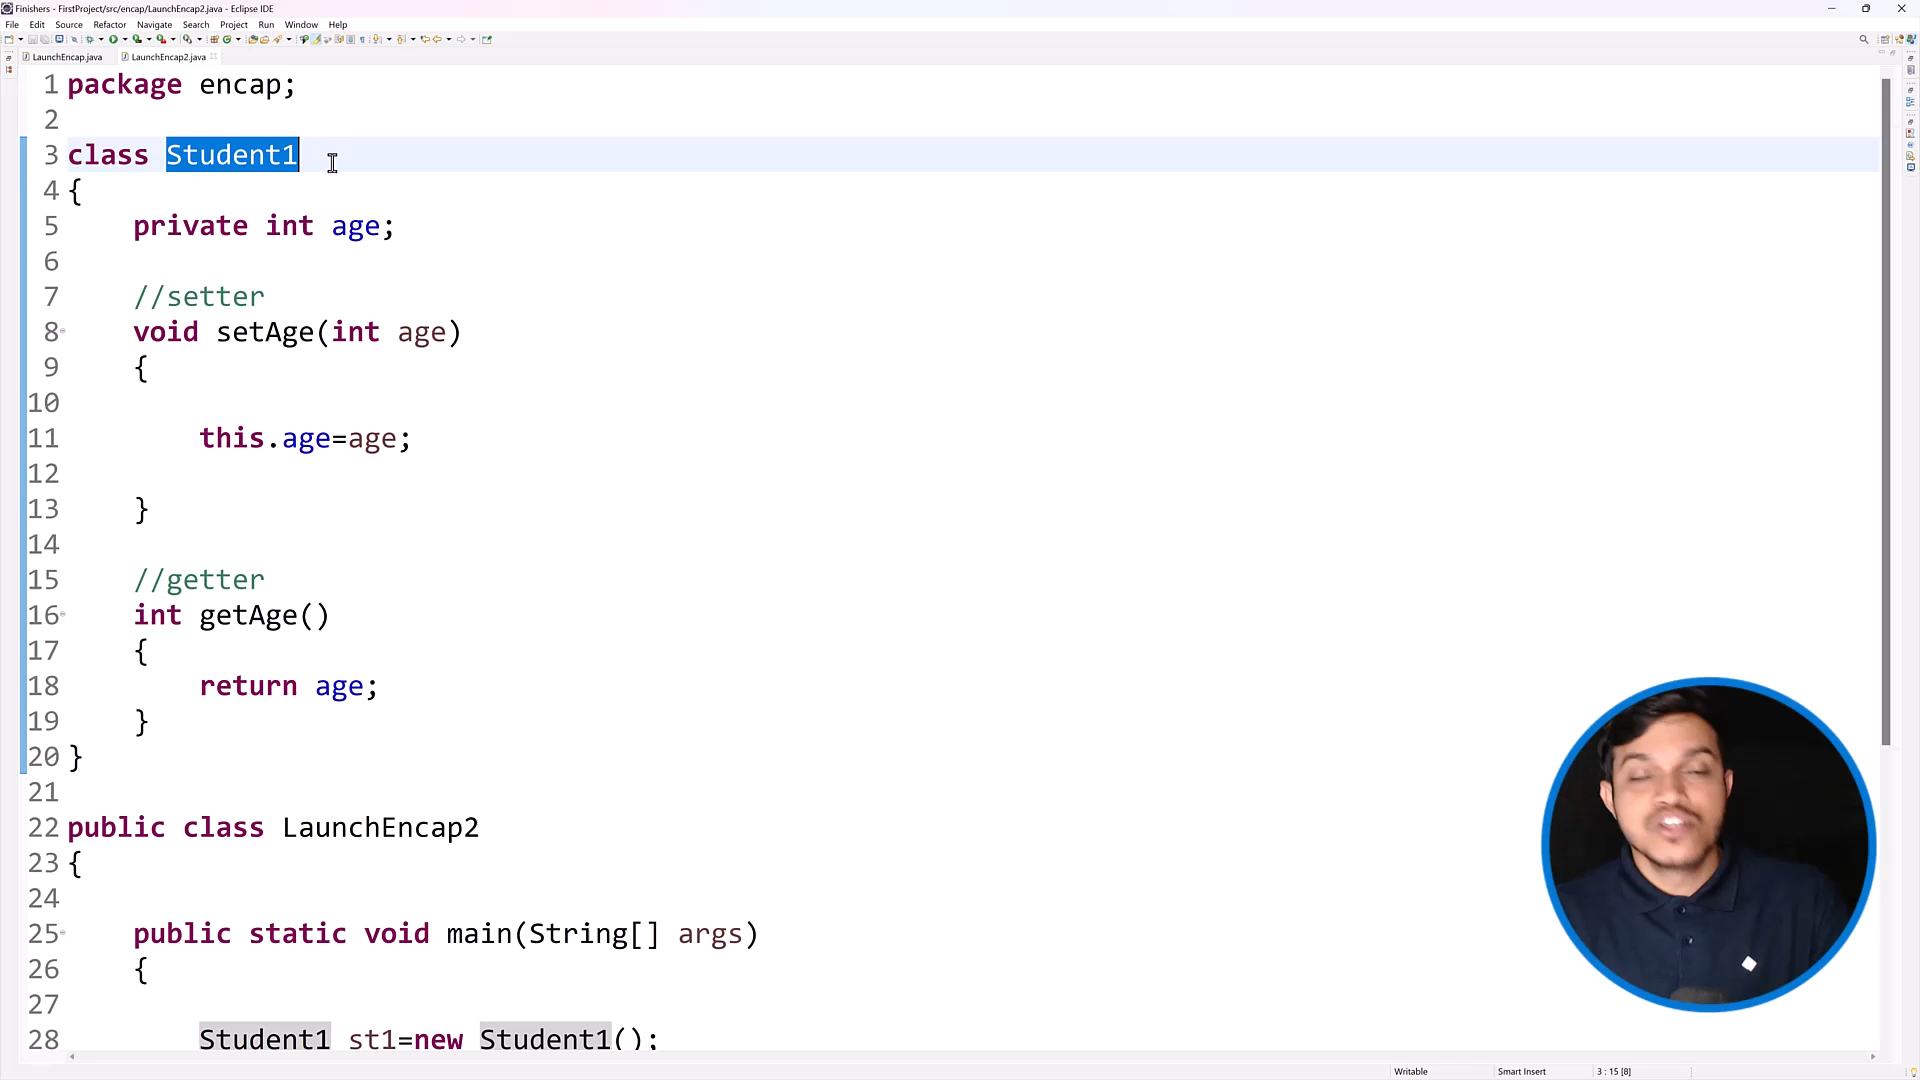 Finishers - FirstProject/src/encap/LaunchEncap2.java - Eclipse IDE
File Edit Source Refactor Navigate Search Project Run Window Help
LaunchEncap.java LaunchEncap2.java
1 package encap;
2
3 class Student1
4 {
5 private int age;
6
7 //setter
8 void setAge(int age)
9 {
10
11 this.age=age;
12
13 }
14
15 //getter
16 int getAge()
17 {
18 return age;
19 }
20 }
21
22 public class LaunchEncap2
23 {
24
25 public static void main(String[] args)
26 {
27
28 Student1 st1=new Student1();
Writable Smart Insert 3 : 15 [8]